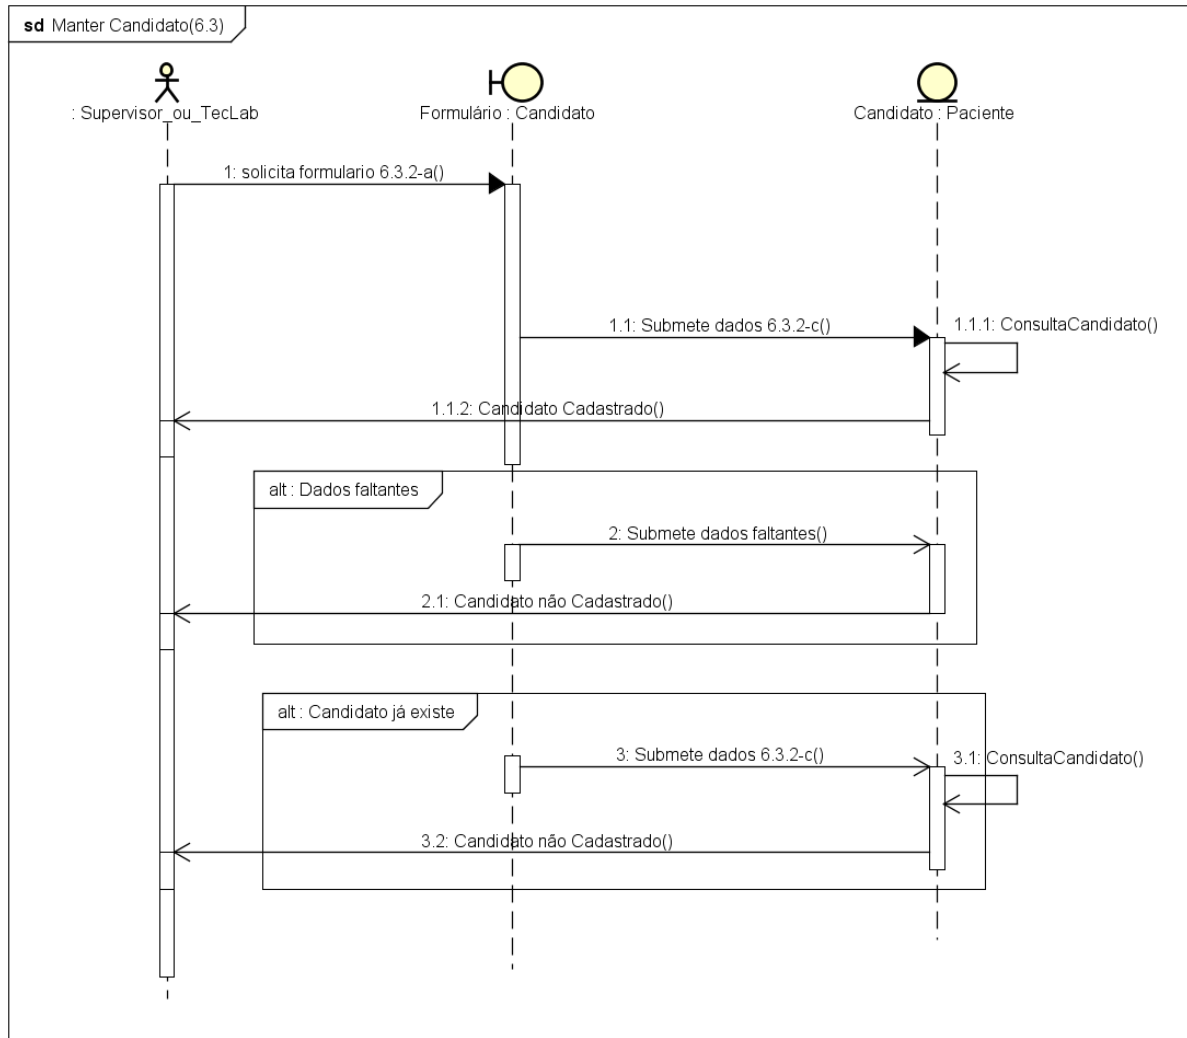 sd Manter Candidato(6.3)
: Supervisor_ou_TecLab
Formulário : Candidato
Candidato : Paciente
1: solicita formulario 6.3.2-a()
1.1: Submete dados 6.3.2-c()
1.1.1: ConsultaCandidato()
1.1.2: Candidato Cadastrado()
alt : Dados faltantes
2: Submete dados faltantes()
2.1: Candidato não Cadastrado()
alt : Candidato já existe
3: Submete dados 6.3.2-c()
3.1: ConsultaCandidato()
3.2: Candidato não Cadastrado()